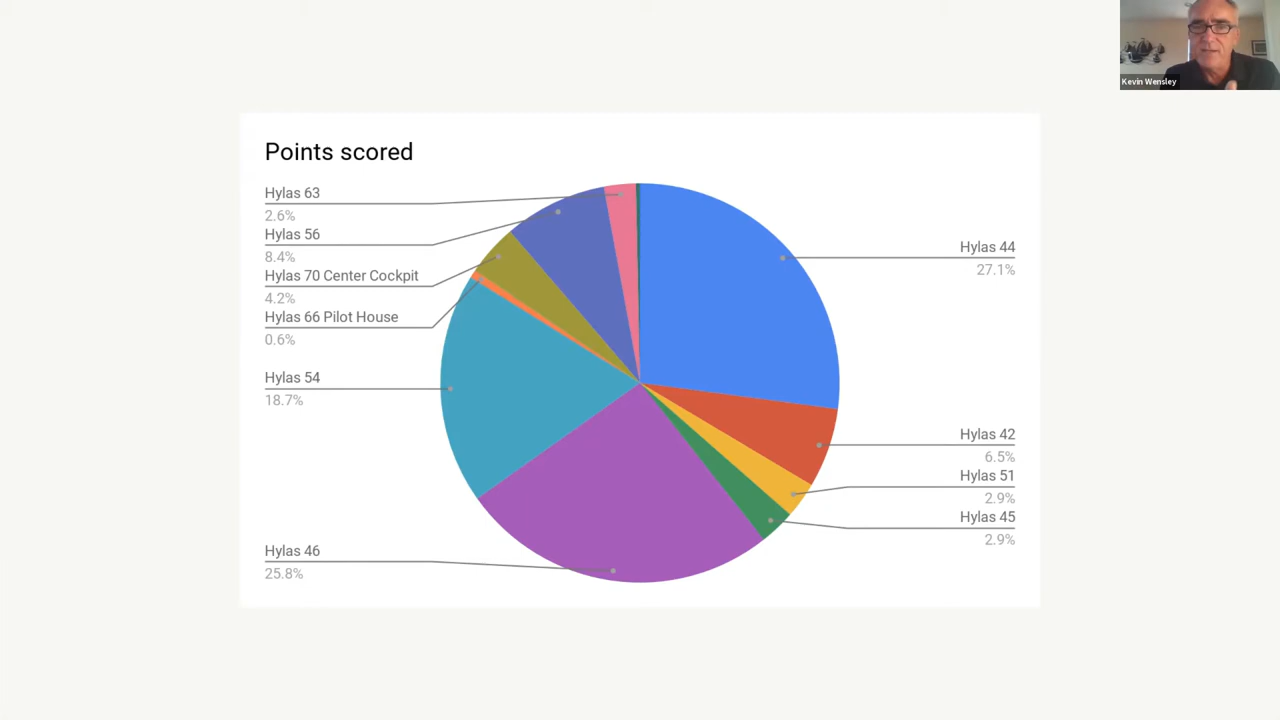 Kevin Wensley
Points scored
Hylas 63
2.6%
Hylas 56
8.4%
Hylas 70 Center Cockpit
4.2%
Hylas 66 Pilot House
0.6%
Hylas 54
18.7%
Hylas 46
25.8%
Hylas 44
27.1%
Hylas 42
6.5%
Hylas 51
2.9%
Hylas 45
2.9%